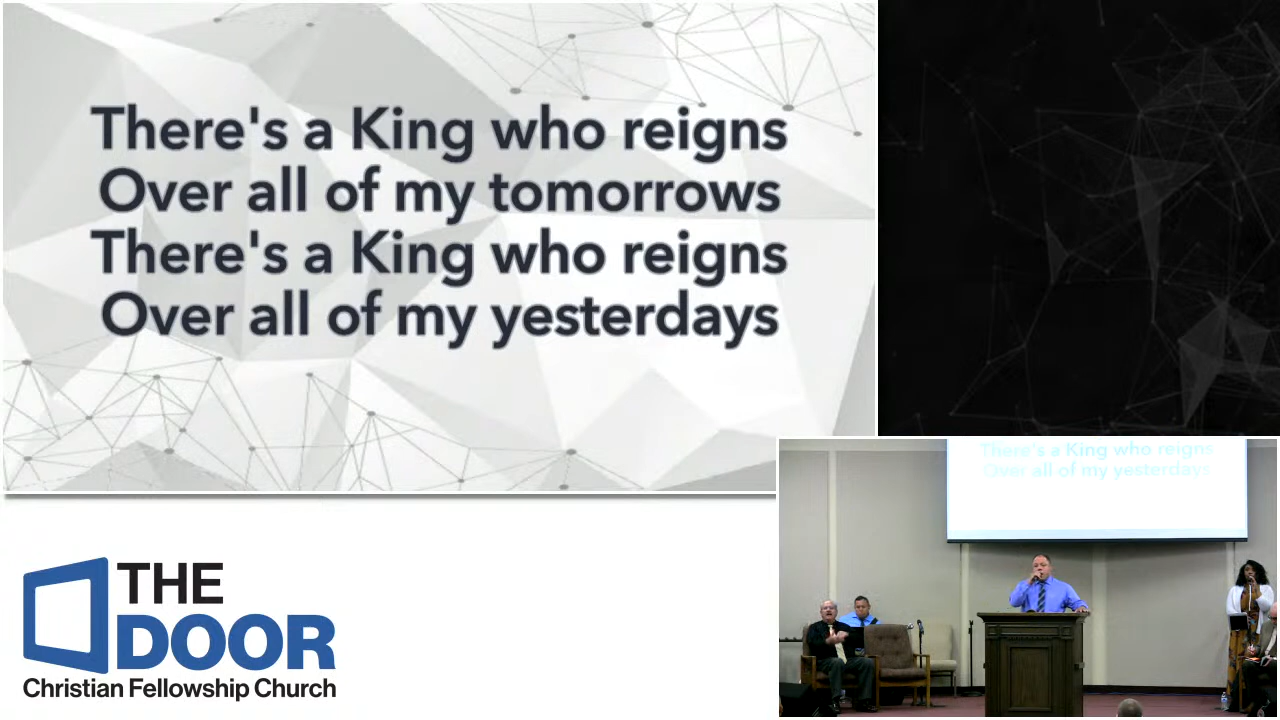 There's a King who reigns
Over all of my tomorrows
There's a King who reigns
Over all of my yesterdays
There's a King who reigns
Over all of my yesterdays
THE
DOOR
Christian Fellowship Church